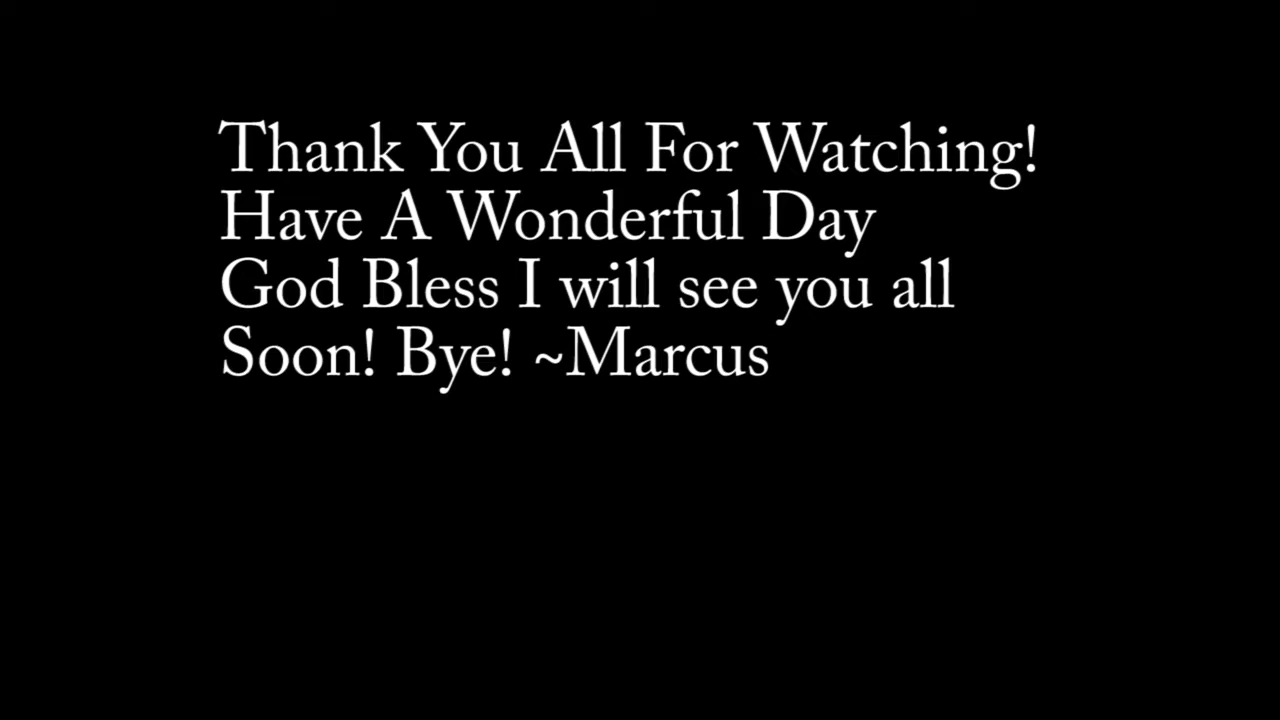 Thank You All For Watching!
Have A Wonderful Day
God Bless I will see you all
Soon! Bye! ~Marcus